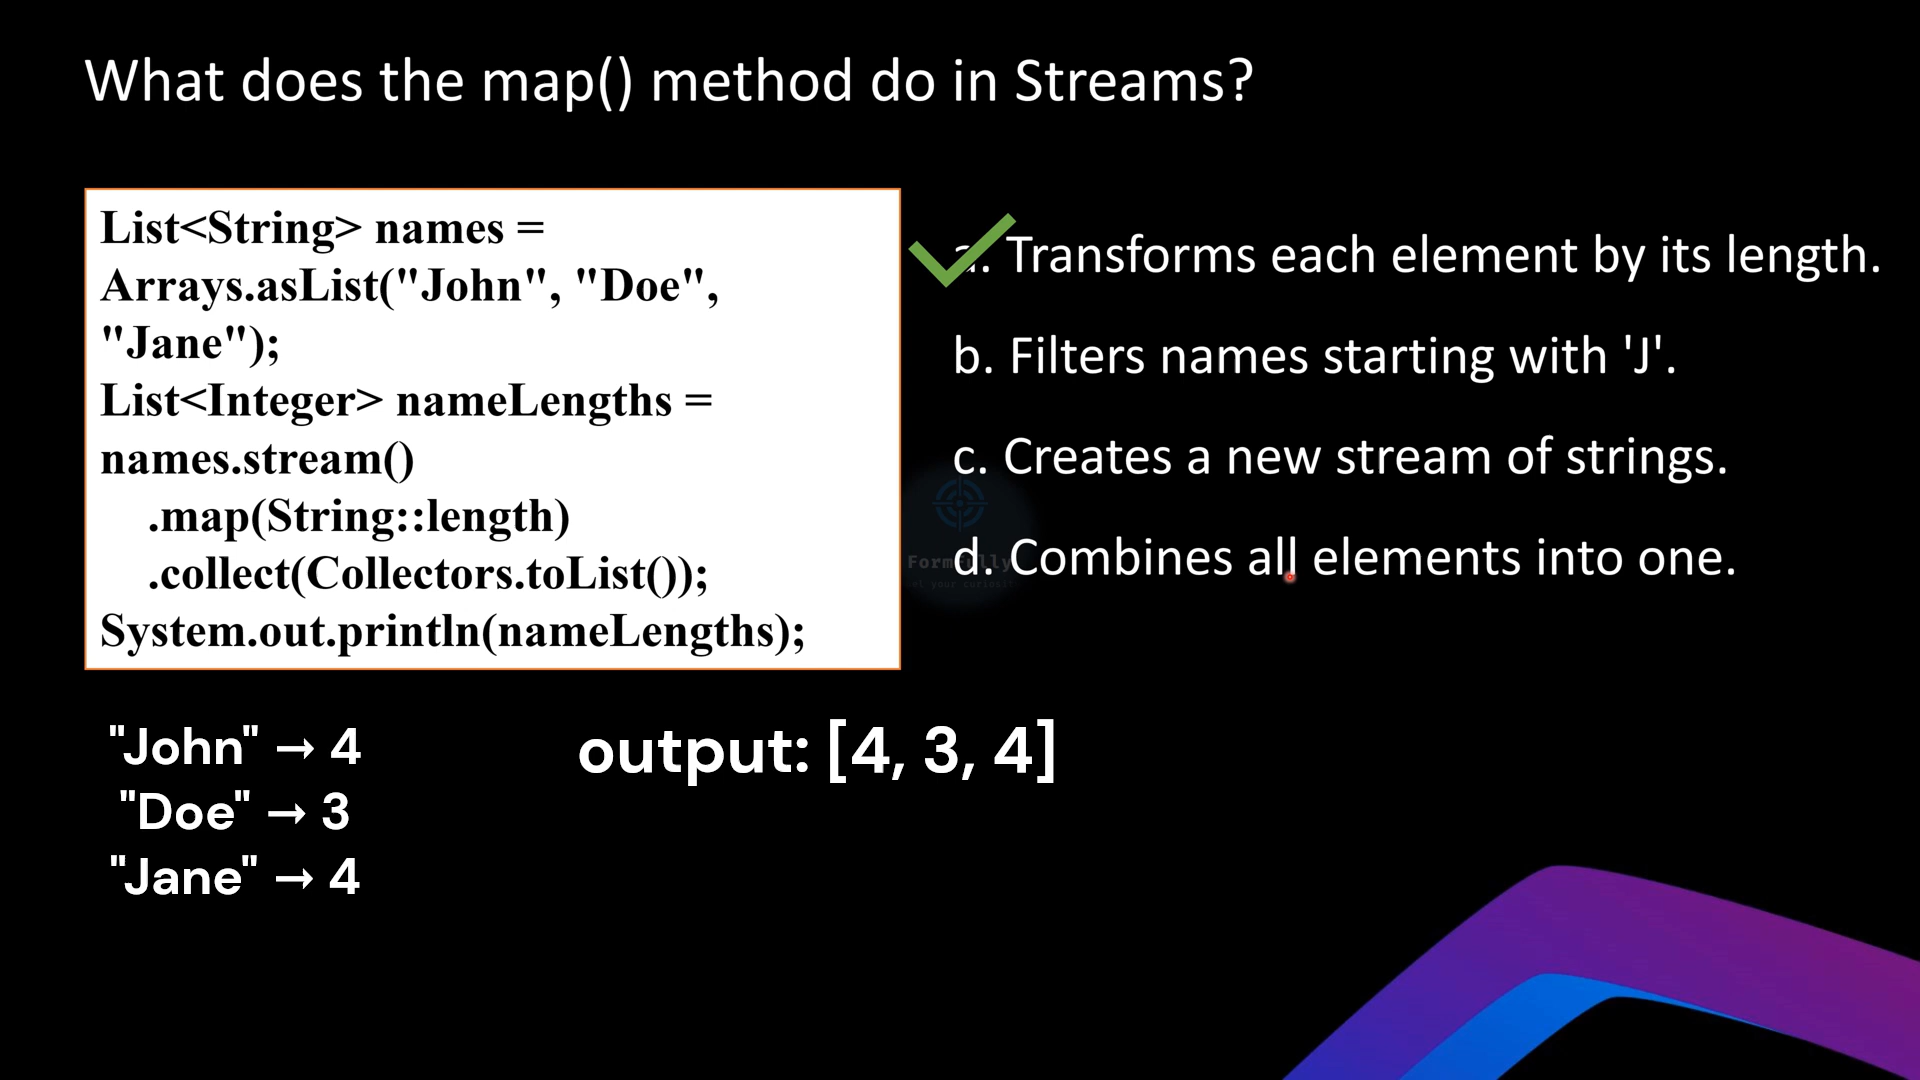 What does the map() method do in Streams?
List<String> names =
Arrays.asList("John", "Doe",
"Jane");
List<Integer> nameLengths =
names.stream()
.map(String::length)
.collect(Collectors.toList());
System.out.println(nameLengths);
a. Transforms each element by its length.
b. Filters names starting with 'J'.
c. Creates a new stream of strings.
d. Combines all elements into one.
"John" → 4
"Doe" → 3
"Jane" → 4
output: [4, 3, 4]